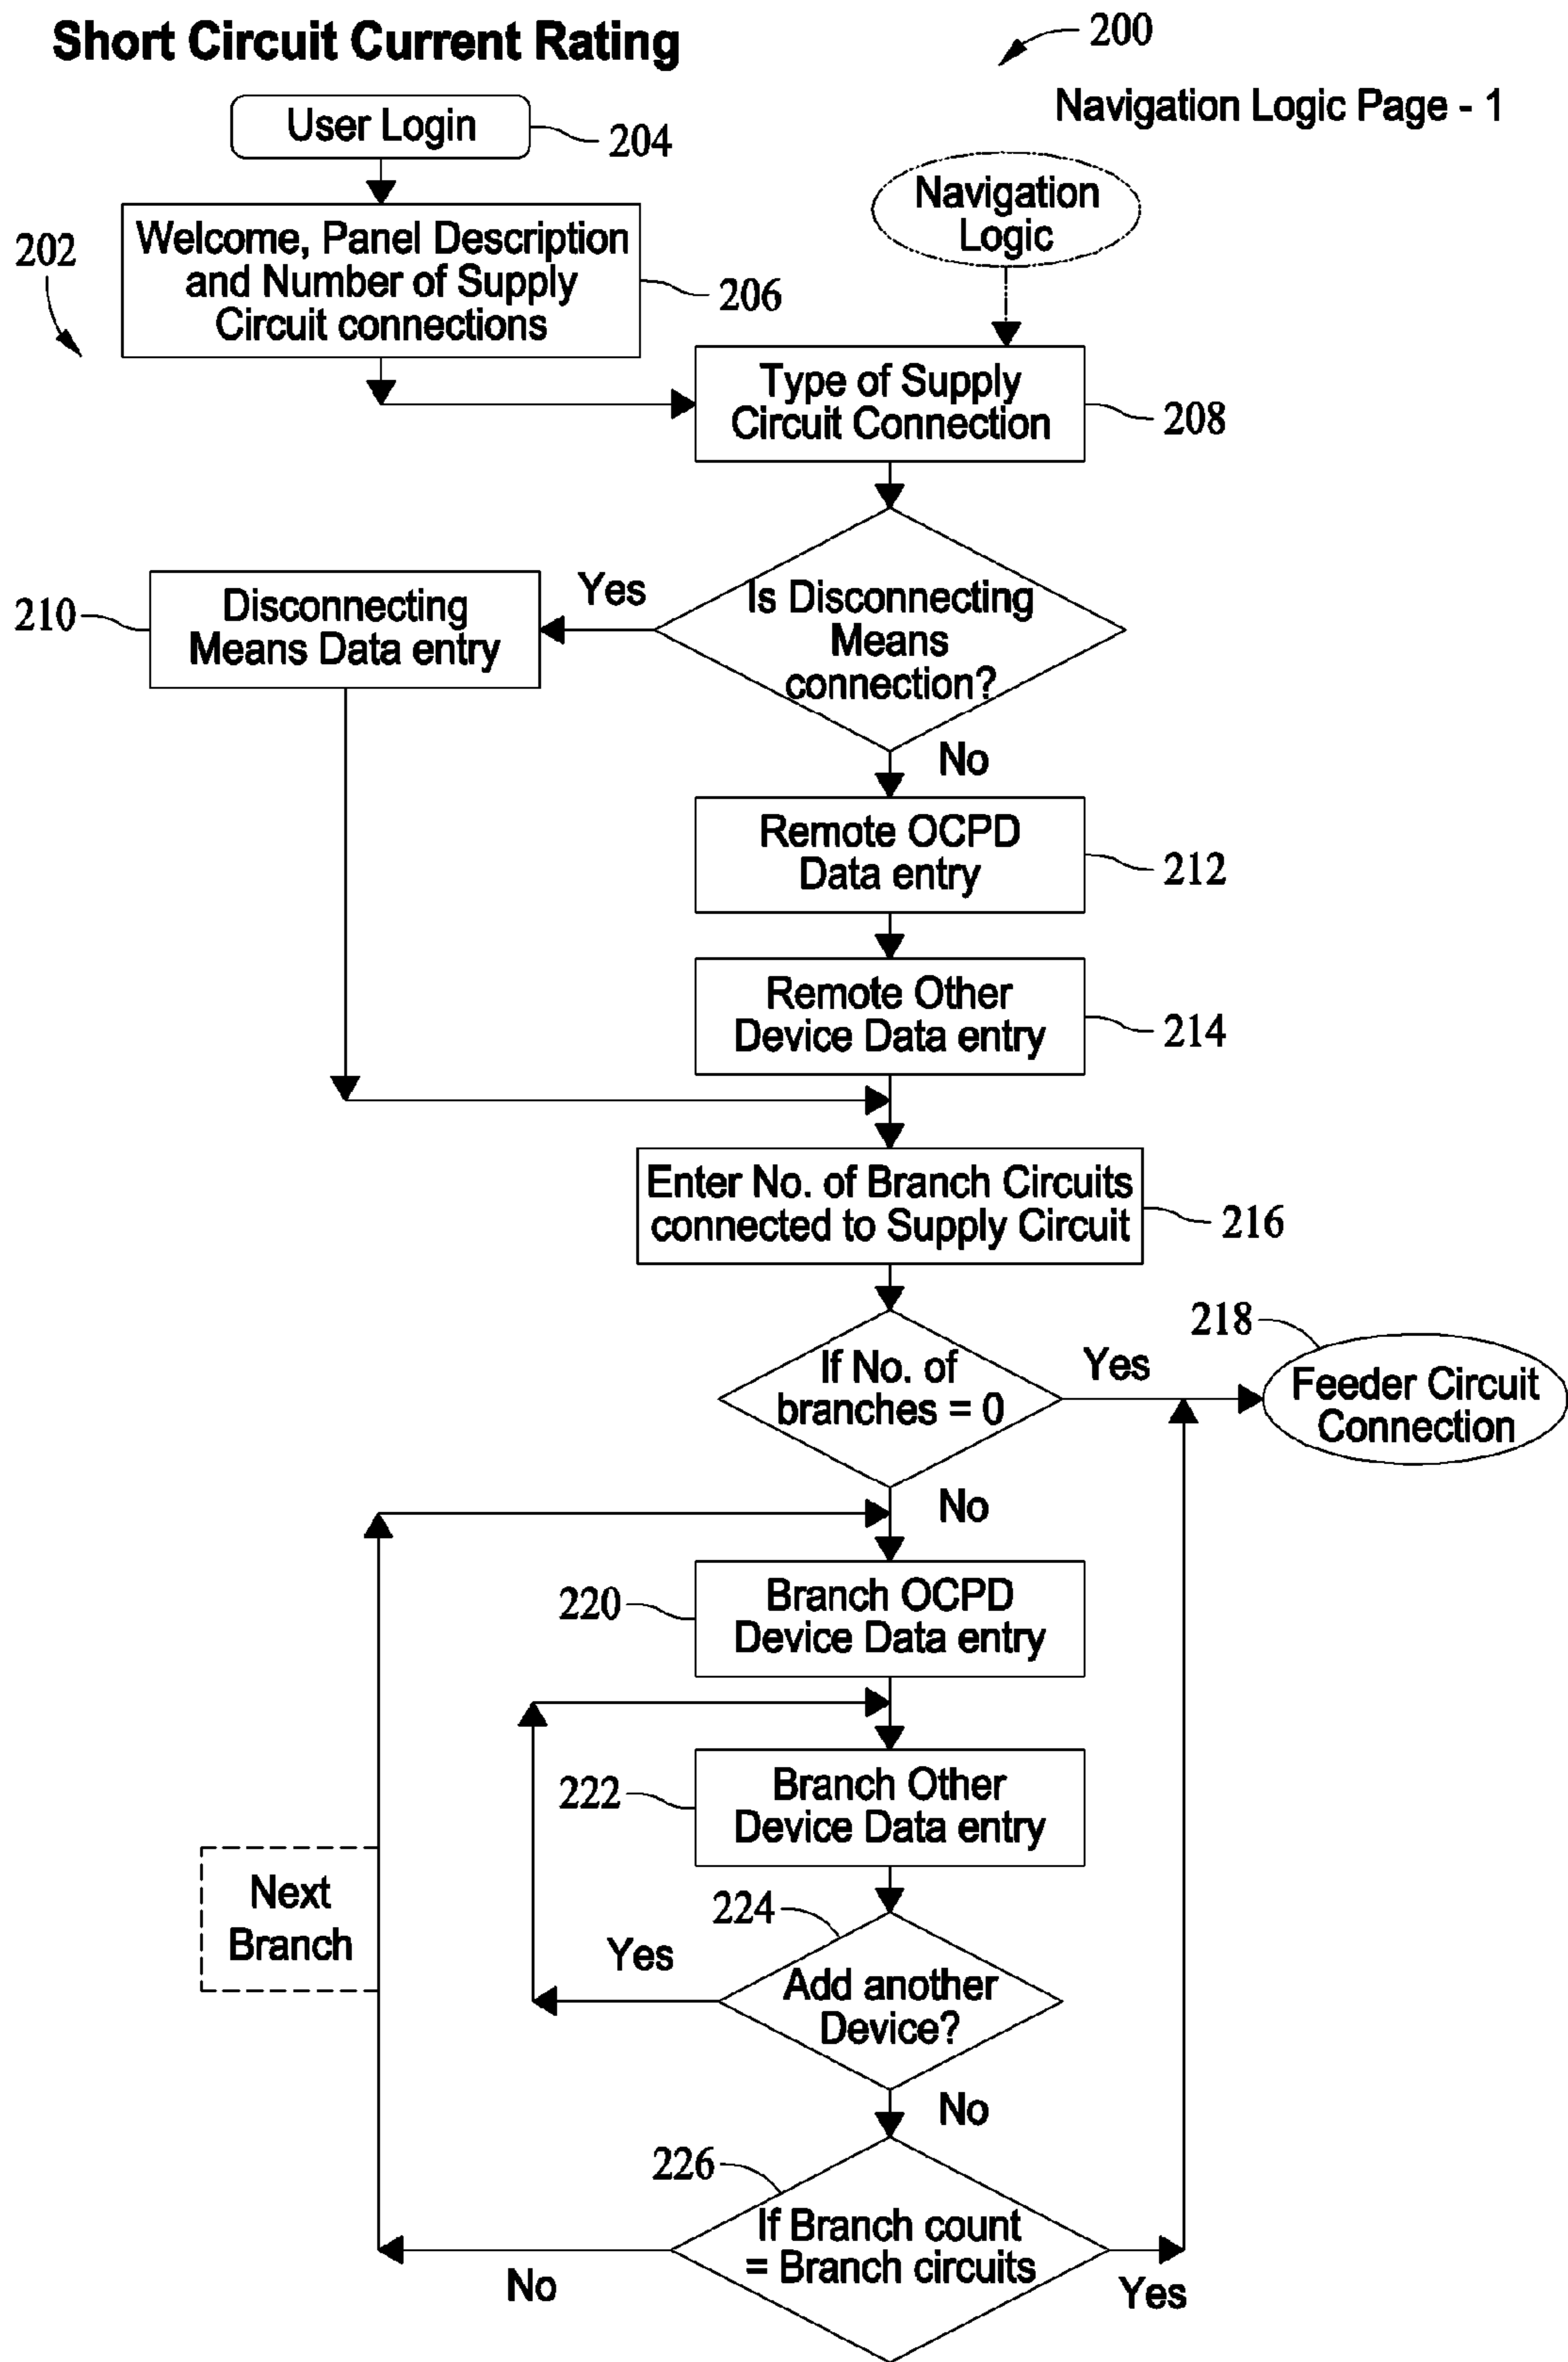 Short Circuit Current Rating
200
Navigation Logic Page - 1
User Login
204
Navigation
Logic
202
Welcome, Panel Description
and Number of Supply
Circuit connections
206
Type of Supply
Circuit Connection
208
Is Disconnecting
Means
connection?
Yes
210
Disconnecting
Means Data entry
No
Remote OCPD
Data entry
212
Remote Other
Device Data entry
214
Enter No. of Branch Circuits
connected to Supply Circuit
216
If No. of
branches = 0
Yes
218
Feeder Circuit
Connection
No
220
Branch OCPD
Device Data entry
222
Branch Other
Device Data entry
Next
Branch
224
Yes
Add another
Device?
No
226
If Branch count
= Branch circuits
No
Yes